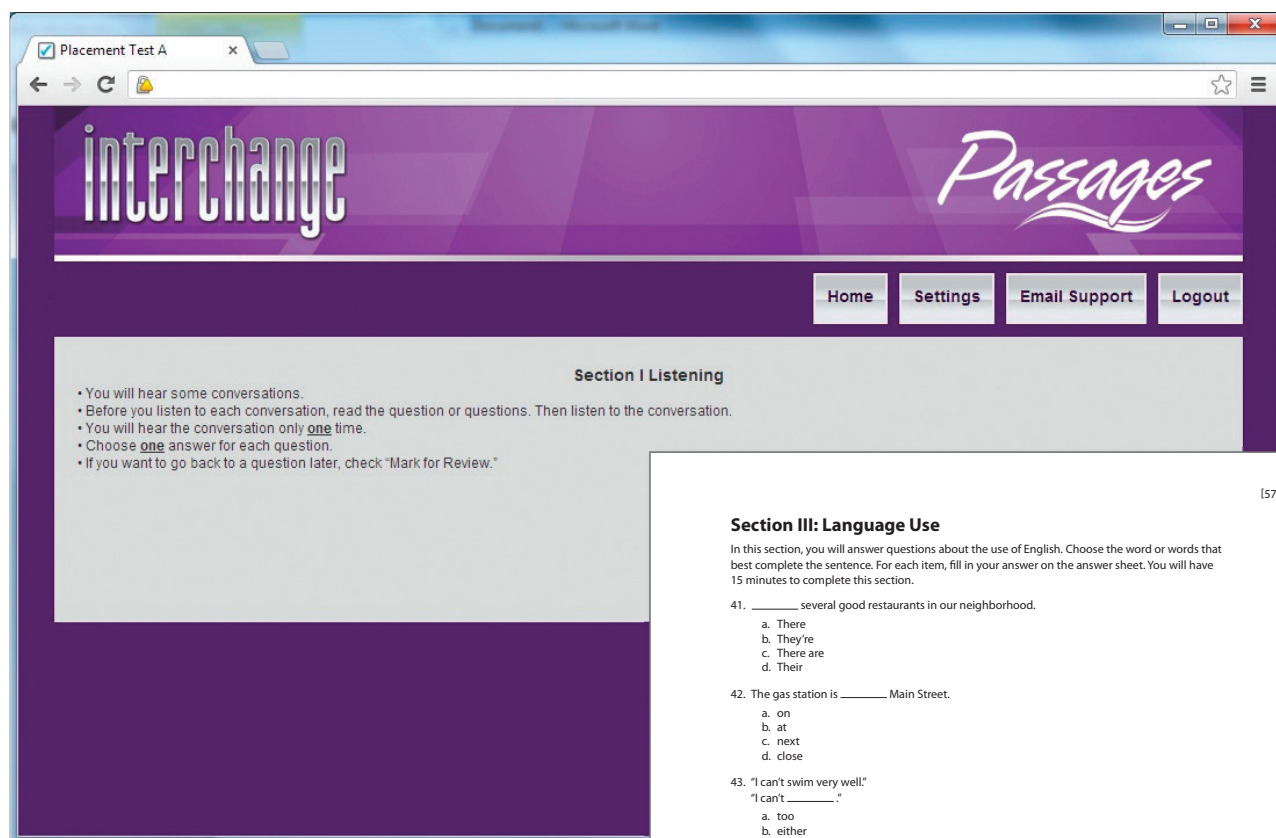 Placement Test A
interchange
Passages
Home Settings Email Support Logout
Section I Listening
• You will hear some conversations.
• Before you listen to each conversation, read the question or questions. Then listen to the conversation.
• You will hear the conversation only one time.
• Choose one answer for each question.
• If you want to go back to a question later, check “Mark for Review.”
[57
Section III: Language Use
In this section, you will answer questions about the use of English. Choose the word or words that
best complete the sentence. For each item, fill in your answer on the answer sheet. You will have
15 minutes to complete this section.
41. ________ several good restaurants in our neighborhood.
a. There
b. They’re
c. There are
d. Their
42. The gas station is ________ Main Street.
a. on
b. at
c. next
d. close
43. “I can’t swim very well.”
“I can’t ________ .”
a. too
b. either